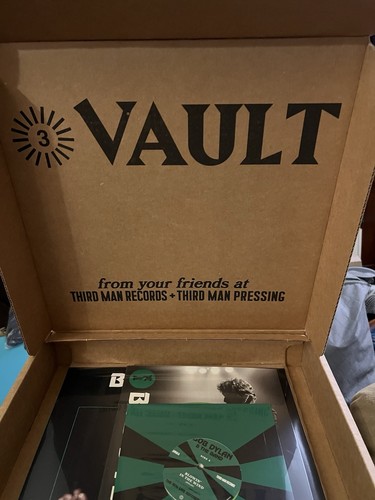 3
VAULT
from your friends at
THIRD MAN RECORDS + THIRD MAN PRESSING
BOB DYLAN